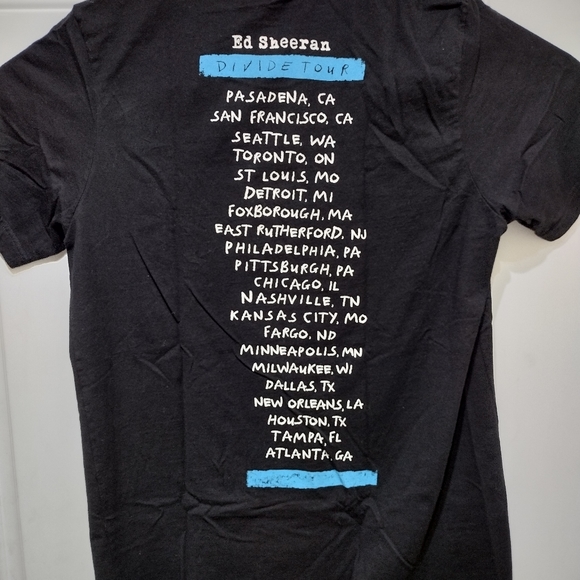 Ed Sheeran
DIVIDE TOUR
PASADENA, CA
SAN FRANCISCO, CA
SEATTLE, WA
TORONTO, ON
ST LOUIS, MO
DETROIT, MI
FOXBOROUGH, MA
EAST RUTHERFORD, NJ
PHILADELPHIA, PA
PITTSBURGH, PA
CHICAGO, IL
NASHVILLE, TN
KANSAS CITY, MO
FARGO, ND
MINNEAPOLIS, MN
MILWAUKEE, WI
DALLAS, TX
NEW ORLEANS, LA
HOUSTON, TX
TAMPA, FL
ATLANTA, GA